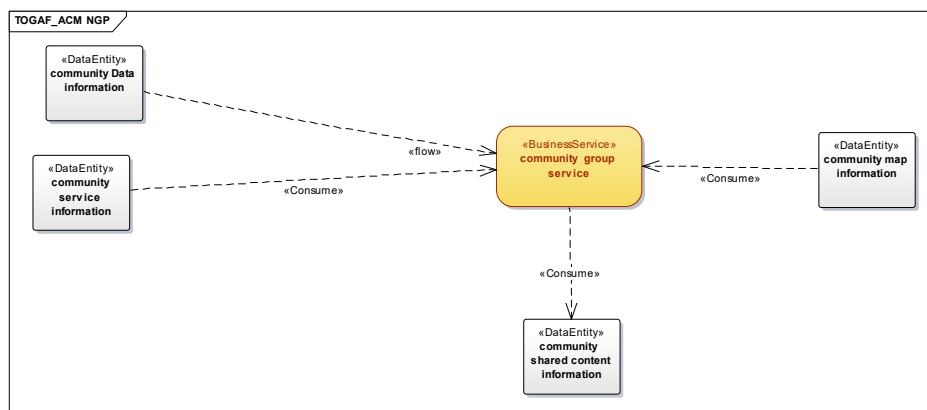 TOGAF_ACM NGP
«DataEntity»
community Data
information
«flow»
«BusinessService»
community group
service
«DataEntity»
community map
information
«DataEntity»
community
service
information
«Consume»
«Consume»
«Consume»
«DataEntity»
community
shared content
information